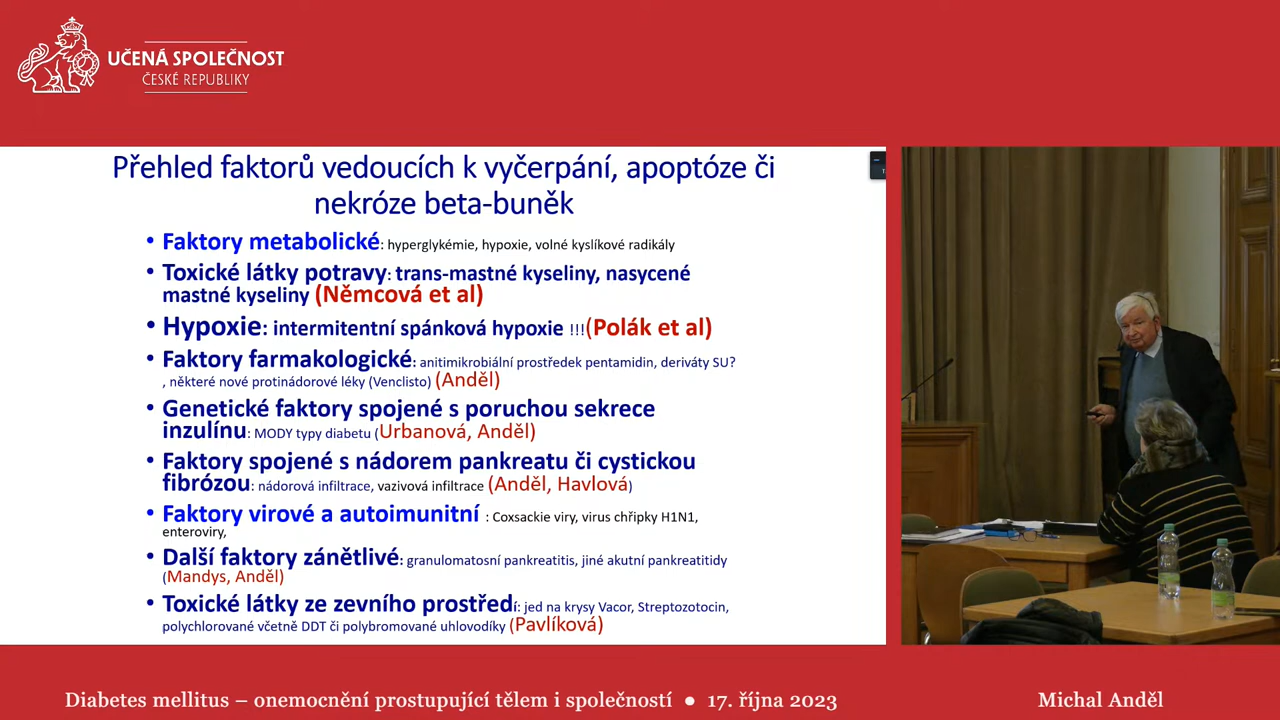 UČENÁ SPOLEČNOST
ČESKÉ REPUBLIKY
Přehled faktorů vedoucích k vyčerpání, apoptóze či
nekróze beta-buněk
• Faktory metabolické: hyperglykémie, hypoxie, volné kyslíkové radikály
• Toxické látky potravy: trans-mastné kyseliny, nasycené
mastné kyseliny (Němcová et al)
• Hypoxie: intermitentní spánková hypoxie !!!(Polák et al)
• Faktory farmakologické: anitimikrobiální prostředek pentamidin, deriváty SU?
, některé nové protinádorové léky (Venclisto) (Anděl)
• Genetické faktory spojené s poruchou sekrece
inzulínu: MODY typy diabetu (Urbanová, Anděl)
• Faktory spojené s nádorem pankreatu či cystickou
fibrózou: nádorová infiltrace, vazivová infiltrace (Anděl, Havlová)
• Faktory virové a autoimunitní : Coxsackie viry, virus chřipky H1N1,
enteroviry,
• Další faktory zánětlivé: granulomatosní pankreatitis, jiné akutní pankreatitidy
(Mandys, Anděl)
• Toxické látky ze zevního prostředí: jed na krysy Vacor, Streptozotocin,
polychlorované včetně DDT či polybromované uhlovodíky (Pavlíková)
Diabetes mellitus – onemocnění prostupující tělem i společností ● 17. října 2023
Michal Anděl